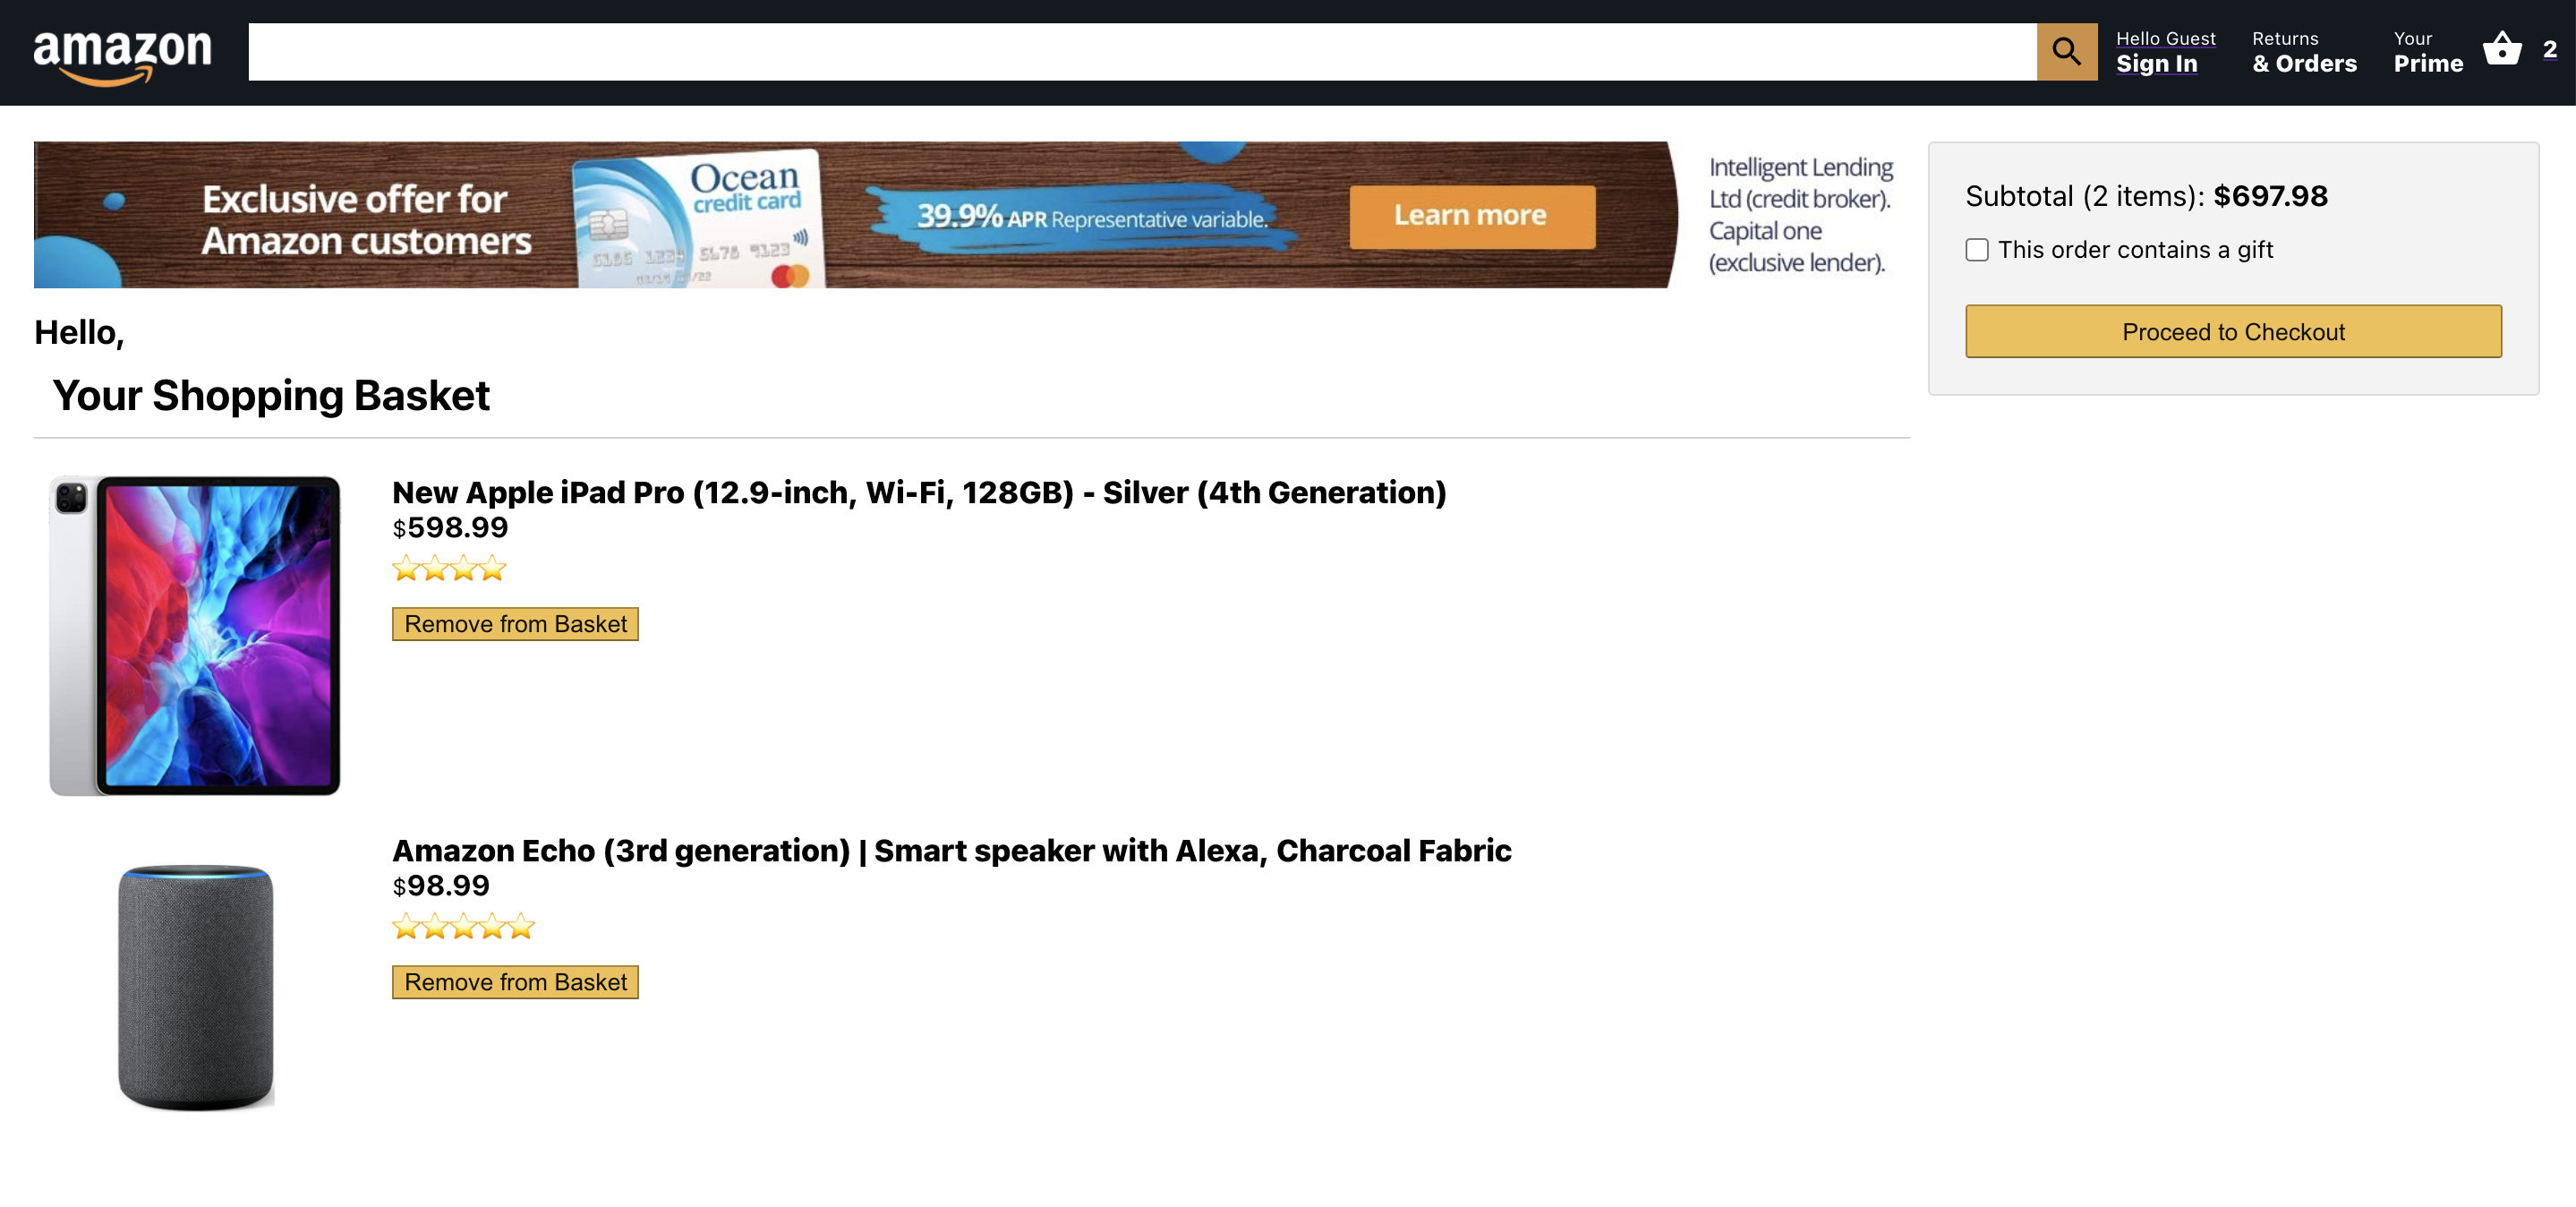 amazon
Hello Guest
Sign In
Returns
& Orders
Your
Prime
2
Exclusive offer for
Amazon customers
Ocean
credit card
39.9% APR Representative variable.
Learn more
Intelligent Lending
Ltd (credit broker).
Capital one
(exclusive lender).
Subtotal (2 items): $697.98
This order contains a gift
Proceed to Checkout
Hello,
Your Shopping Basket
New Apple iPad Pro (12.9-inch, Wi-Fi, 128GB) - Silver (4th Generation)
$598.99
Remove from Basket
Amazon Echo (3rd generation) | Smart speaker with Alexa, Charcoal Fabric
$98.99
Remove from Basket